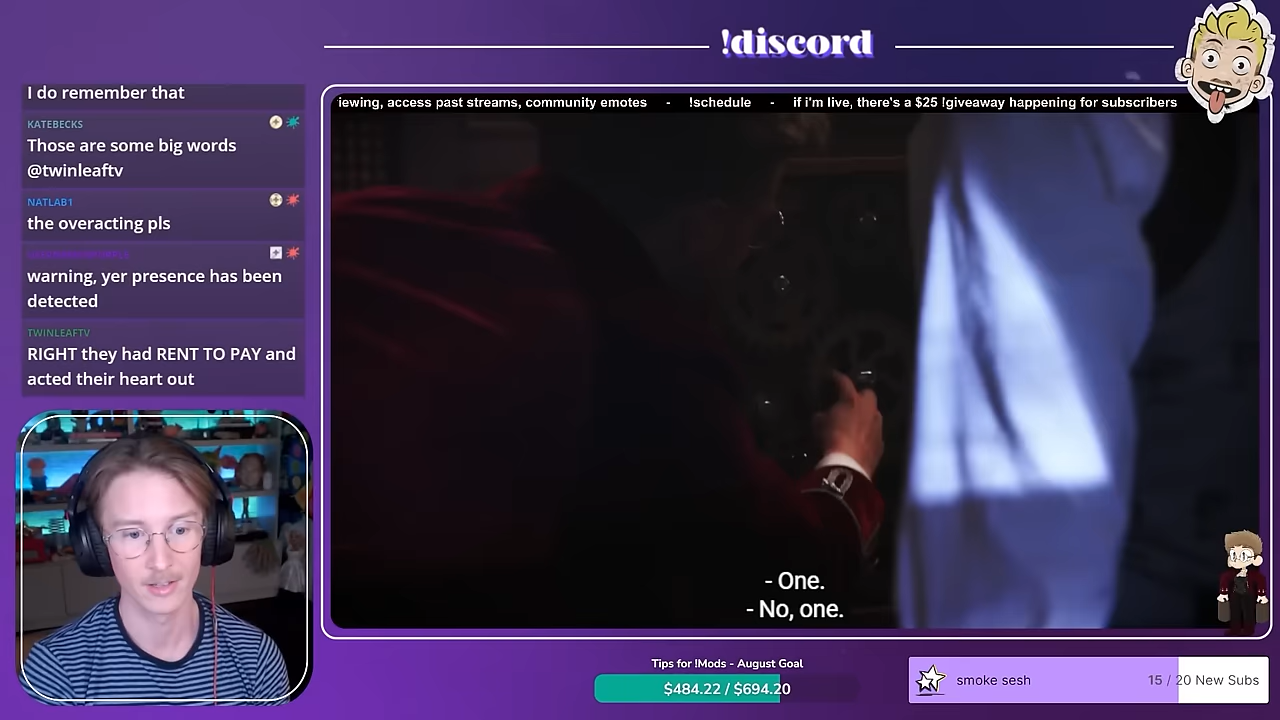 !discord
iewing, access past streams, community emotes - !schedule - if i'm live, there's a $25 !giveaway happening for subscribers
I do remember that
KATEBECKS
Those are some big words
@twinleaftv
NATLAB1
the overacting pls
warning, yer presence has been
detected
TWINLEAFTV
RIGHT they had RENT TO PAY and
acted their heart out
- One.
- No, one.
Tips for !Mods - August Goal
$484.22 / $694.20
smoke sesh
15 / 20 New Subs